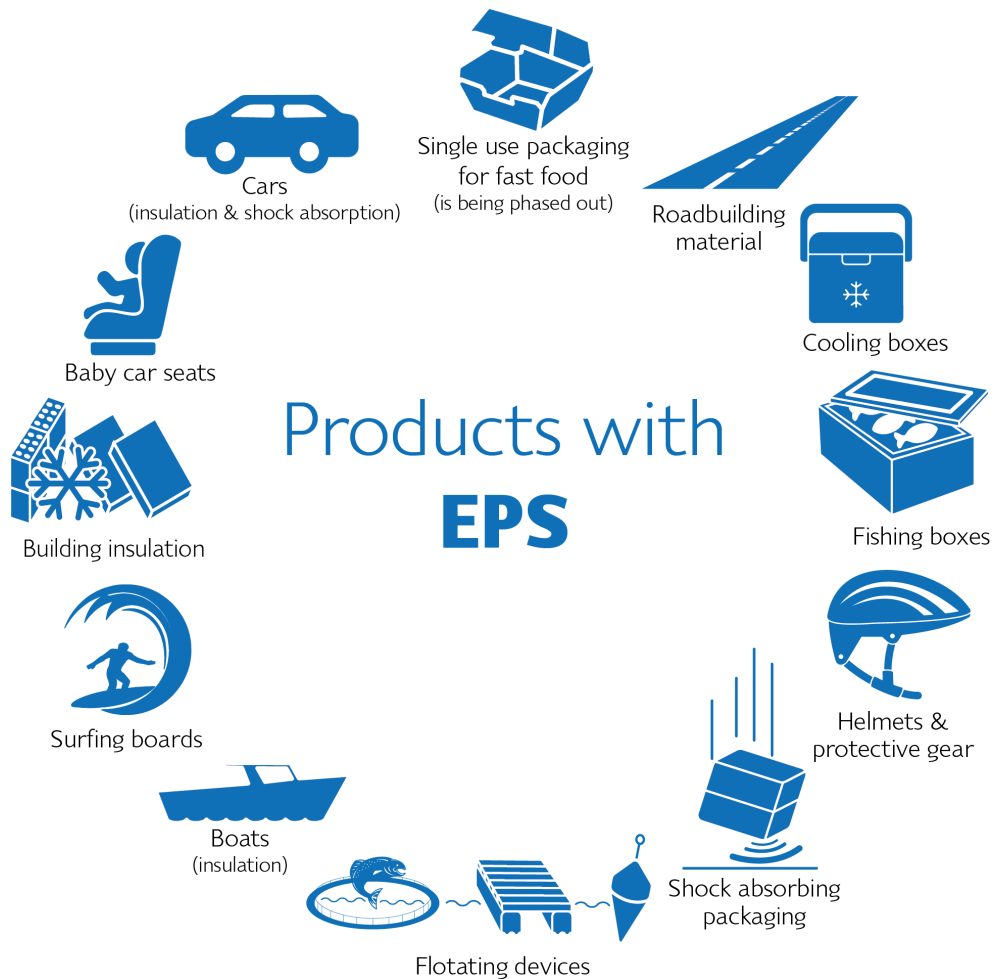 Single use packaging
for fast food
(is being phased out)
Cars
(insulation & shock absorption)
Roadbuilding
material
Cooling boxes
Baby car seats
Products with
EPS
Fishing boxes
Building insulation
Helmets &
protective gear
Surfing boards
Boats
(insulation)
Shock absorbing
packaging
Flotating devices